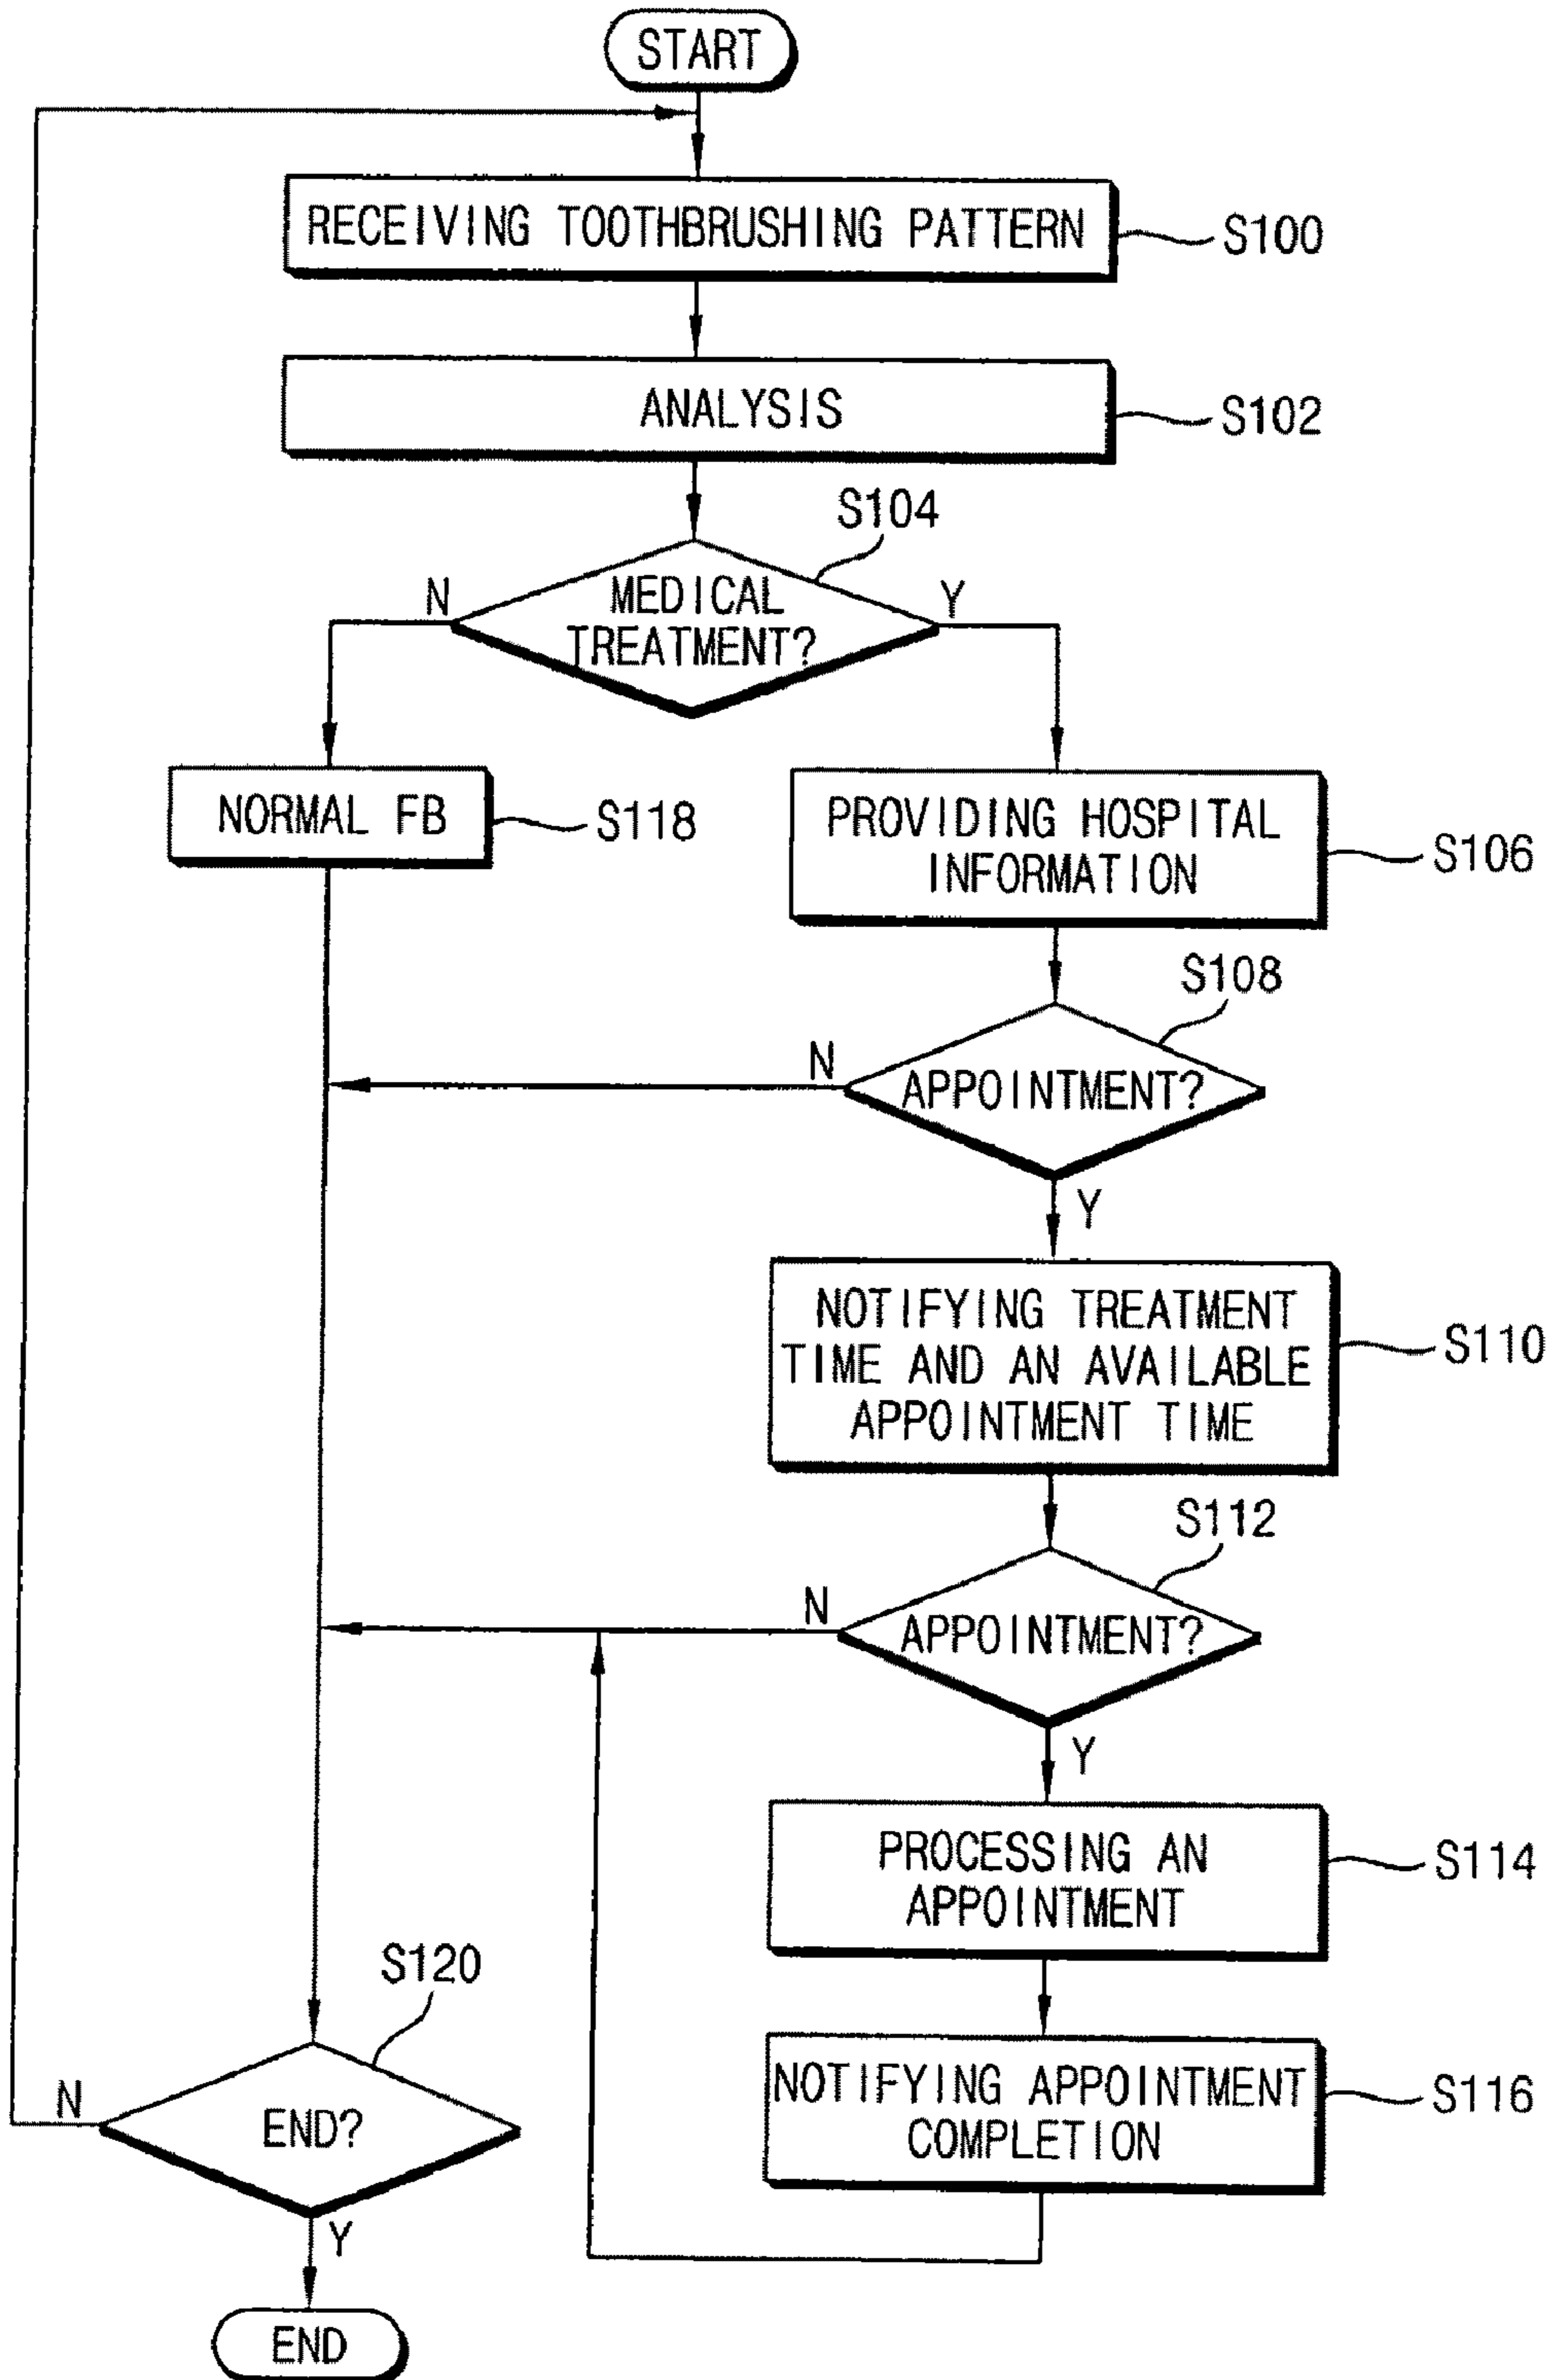 START
RECEIVING TOOTHBRUSHING PATTERN
S100
ANALYSIS
S102
S104
MEDICAL
TREATMENT?
N
Y
NORMAL FB
S118
PROVIDING HOSPITAL
INFORMATION
S106
S108
APPOINTMENT?
N
Y
NOTIFYING TREATMENT
TIME AND AN AVAILABLE
APPOINTMENT TIME
S110
S112
APPOINTMENT?
N
Y
PROCESSING AN
APPOINTMENT
S114
NOTIFYING APPOINTMENT
COMPLETION
S116
S120
END?
N
Y
END